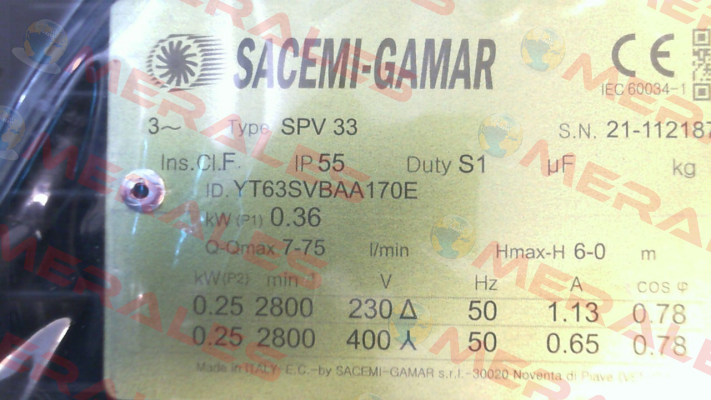 SACEMI-GAMAR
CE
IEC 60034-1
3~ Type SPV 33 S.N. 21-112187
Ins.Cl.F. IP 55 Duty S1 µF kg
ID. YT63SVBAA170E
kW (P1) 0.36
Q-Qmax 7-75 l/min Hmax-H 6-0 m
kW(P2) min-1 V Hz A cos φ
0.25 2800 230 Δ 50 1.13 0.78
0.25 2800 400 ⅄ 50 0.65 0.78
Made in ITALY: E.C.-by SACEMI-GAMAR s.r.l.-30020 Noventa di Piave
MERALES